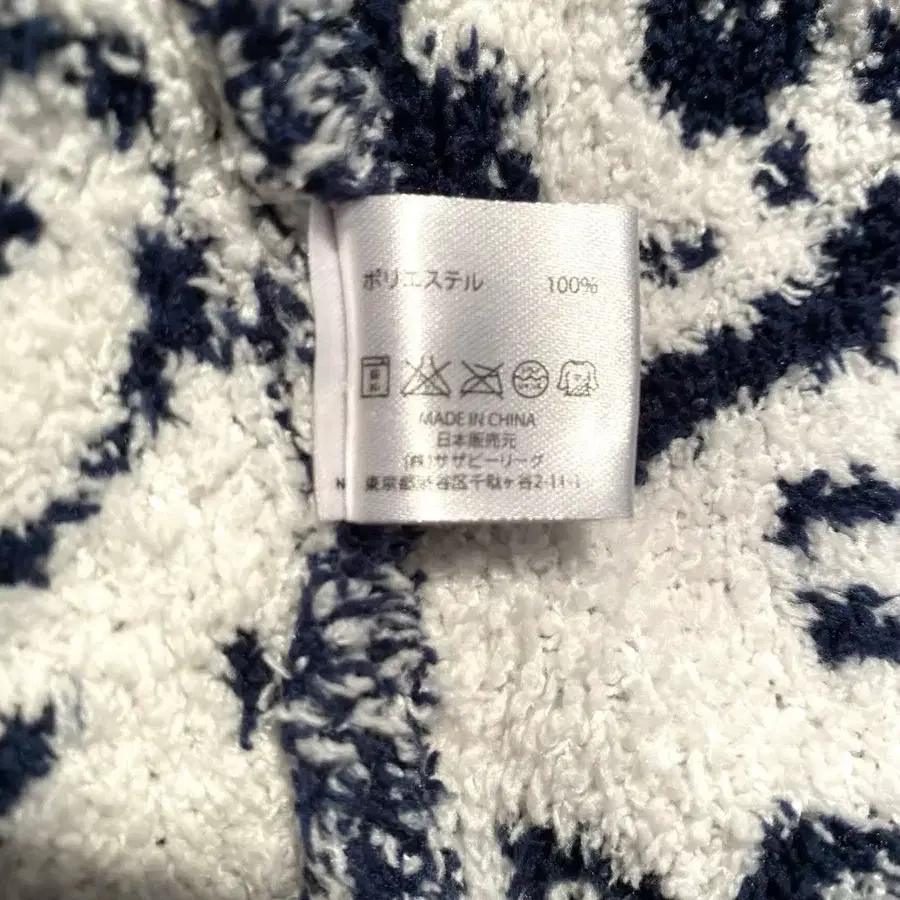 ポリエステル 100%
MADE IN CHINA
日本販売元
(株)サザビーリーグ
N 東京都渋谷区千駄ヶ谷2-11-1